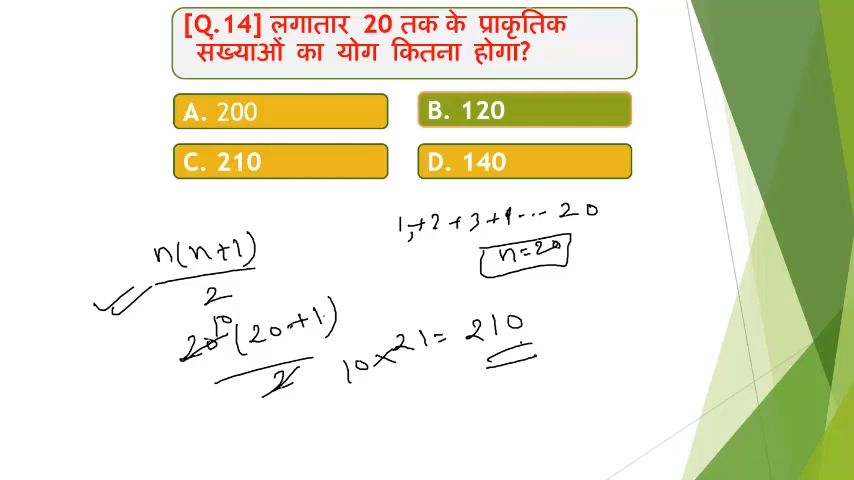 [Q.14] लगातार 20 तक के प्राकृतिक
संख्याओं का योग कितना होगा?
A. 200
B. 120
C. 210
D. 140
1+2+3+4--- 20
n=20
n(n+1)
2
10
20(20+1)
2
10×21=210